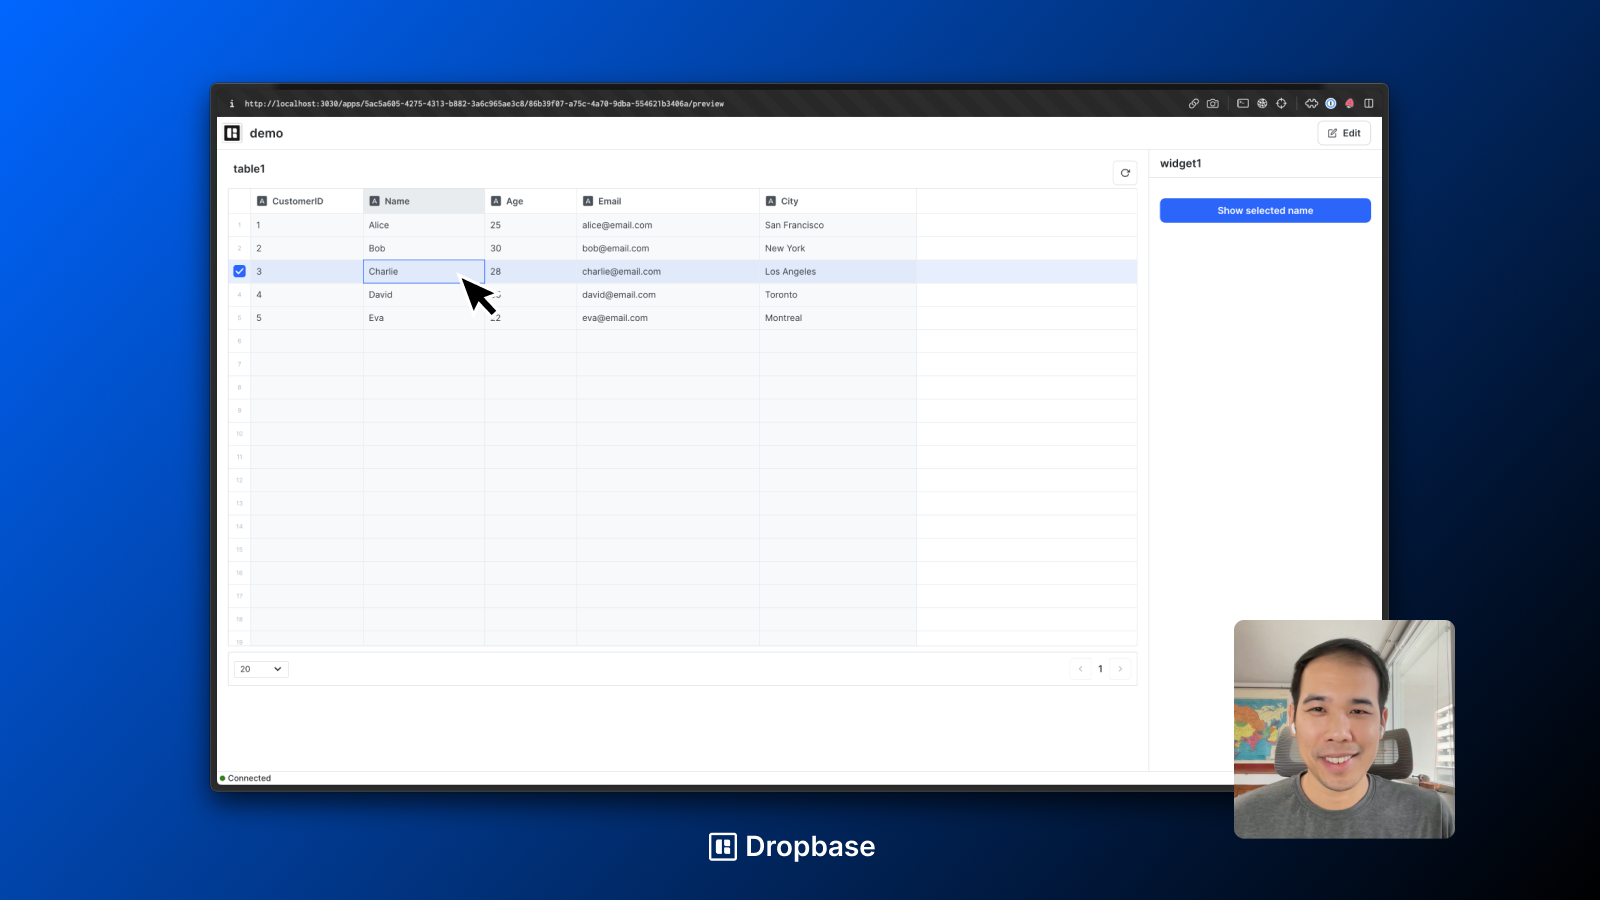 http://localhost:3030/apps/5ac5a605-4275-4313-b882-3a6c965ae3c8/86b39f07-a75c-4a70-9dba-554621b3406a/preview
demo
Edit
table1
widget1
CustomerID Name Age Email City
Show selected name
1 1 Alice 25 alice@email.com San Francisco
2 2 Bob 30 bob@email.com New York
3 Charlie 28 charlie@email.com Los Angeles
4 4 David david@email.com Toronto
5 5 Eva 22 eva@email.com Montreal
6
7
8
9
10
11
12
13
14
15
16
17
18
19
20
1
Connected
Dropbase